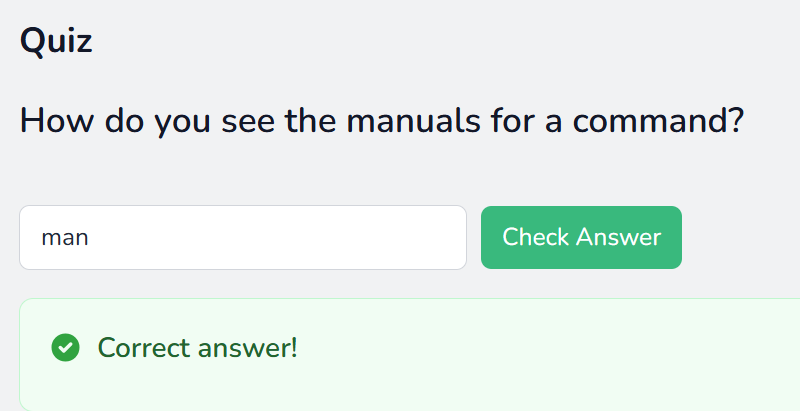 Quiz
How do you see the manuals for a command?
man
Check Answer
Correct answer!